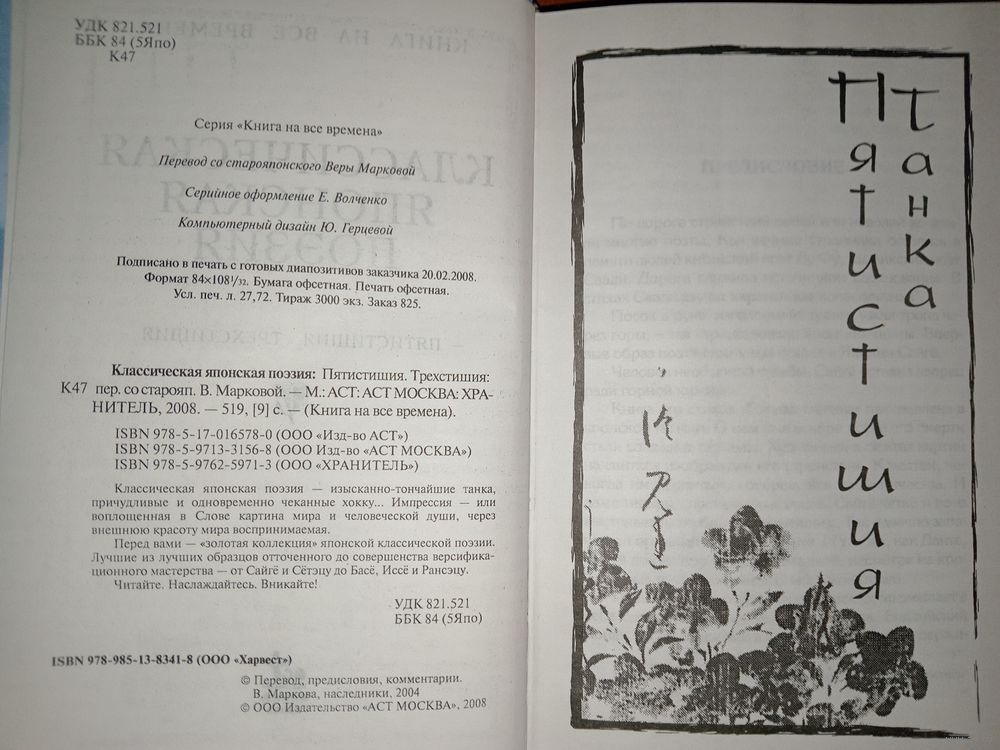 УДК 821.521
ББК 84 (5Япо)
К47
Серия «Книга на все времена»
Перевод со старояпонского Веры Марковой
Серийное оформление Е. Волченко
Компьютерный дизайн Ю. Герцевой
Подписано в печать с готовых диапозитивов заказчика 20.02.2008.
Формат 84×108¹/₃₂. Бумага офсетная. Печать офсетная.
Усл. печ. л. 27,72. Тираж 3000 экз. Заказ 825.
Классическая японская поэзия: Пятистишия. Трехстишия:
К47 пер. со старояп. В. Марковой. — М.: АСТ: АСТ МОСКВА: ХРА-
НИТЕЛЬ, 2008. — 519, [9] с. — (Книга на все времена).
ISBN 978-5-17-016578-0 (ООО «Изд-во АСТ»)
ISBN 978-5-9713-3156-8 (ООО Изд-во «АСТ МОСКВА»)
ISBN 978-5-9762-5971-3 (ООО «ХРАНИТЕЛЬ»)
Классическая японская поэзия — изысканно-тончайшие танка,
причудливые и одновременно чеканные хокку... Импрессия — или
воплощенная в Слове картина мира и человеческой души, через
внешнюю красоту мира воспринимаемая.
Перед вами — «золотая коллекция» японской классической поэзии.
Лучшие из лучших образцов отточенного до совершенства версифика-
ционного мастерства — от Сайгё и Сётэцу до Басё, Иссё и Рансэцу.
Читайте. Наслаждайтесь. Вникайте!
УДК 821.521
ББК 84 (5Япо)
ISBN 978-985-13-8341-8 (ООО «Харвест»)
© Перевод, предисловия, комментарии.
В. Маркова, наследники, 2004
© ООО Издательство «АСТ МОСКВА», 2008
Танка
Пятистишия